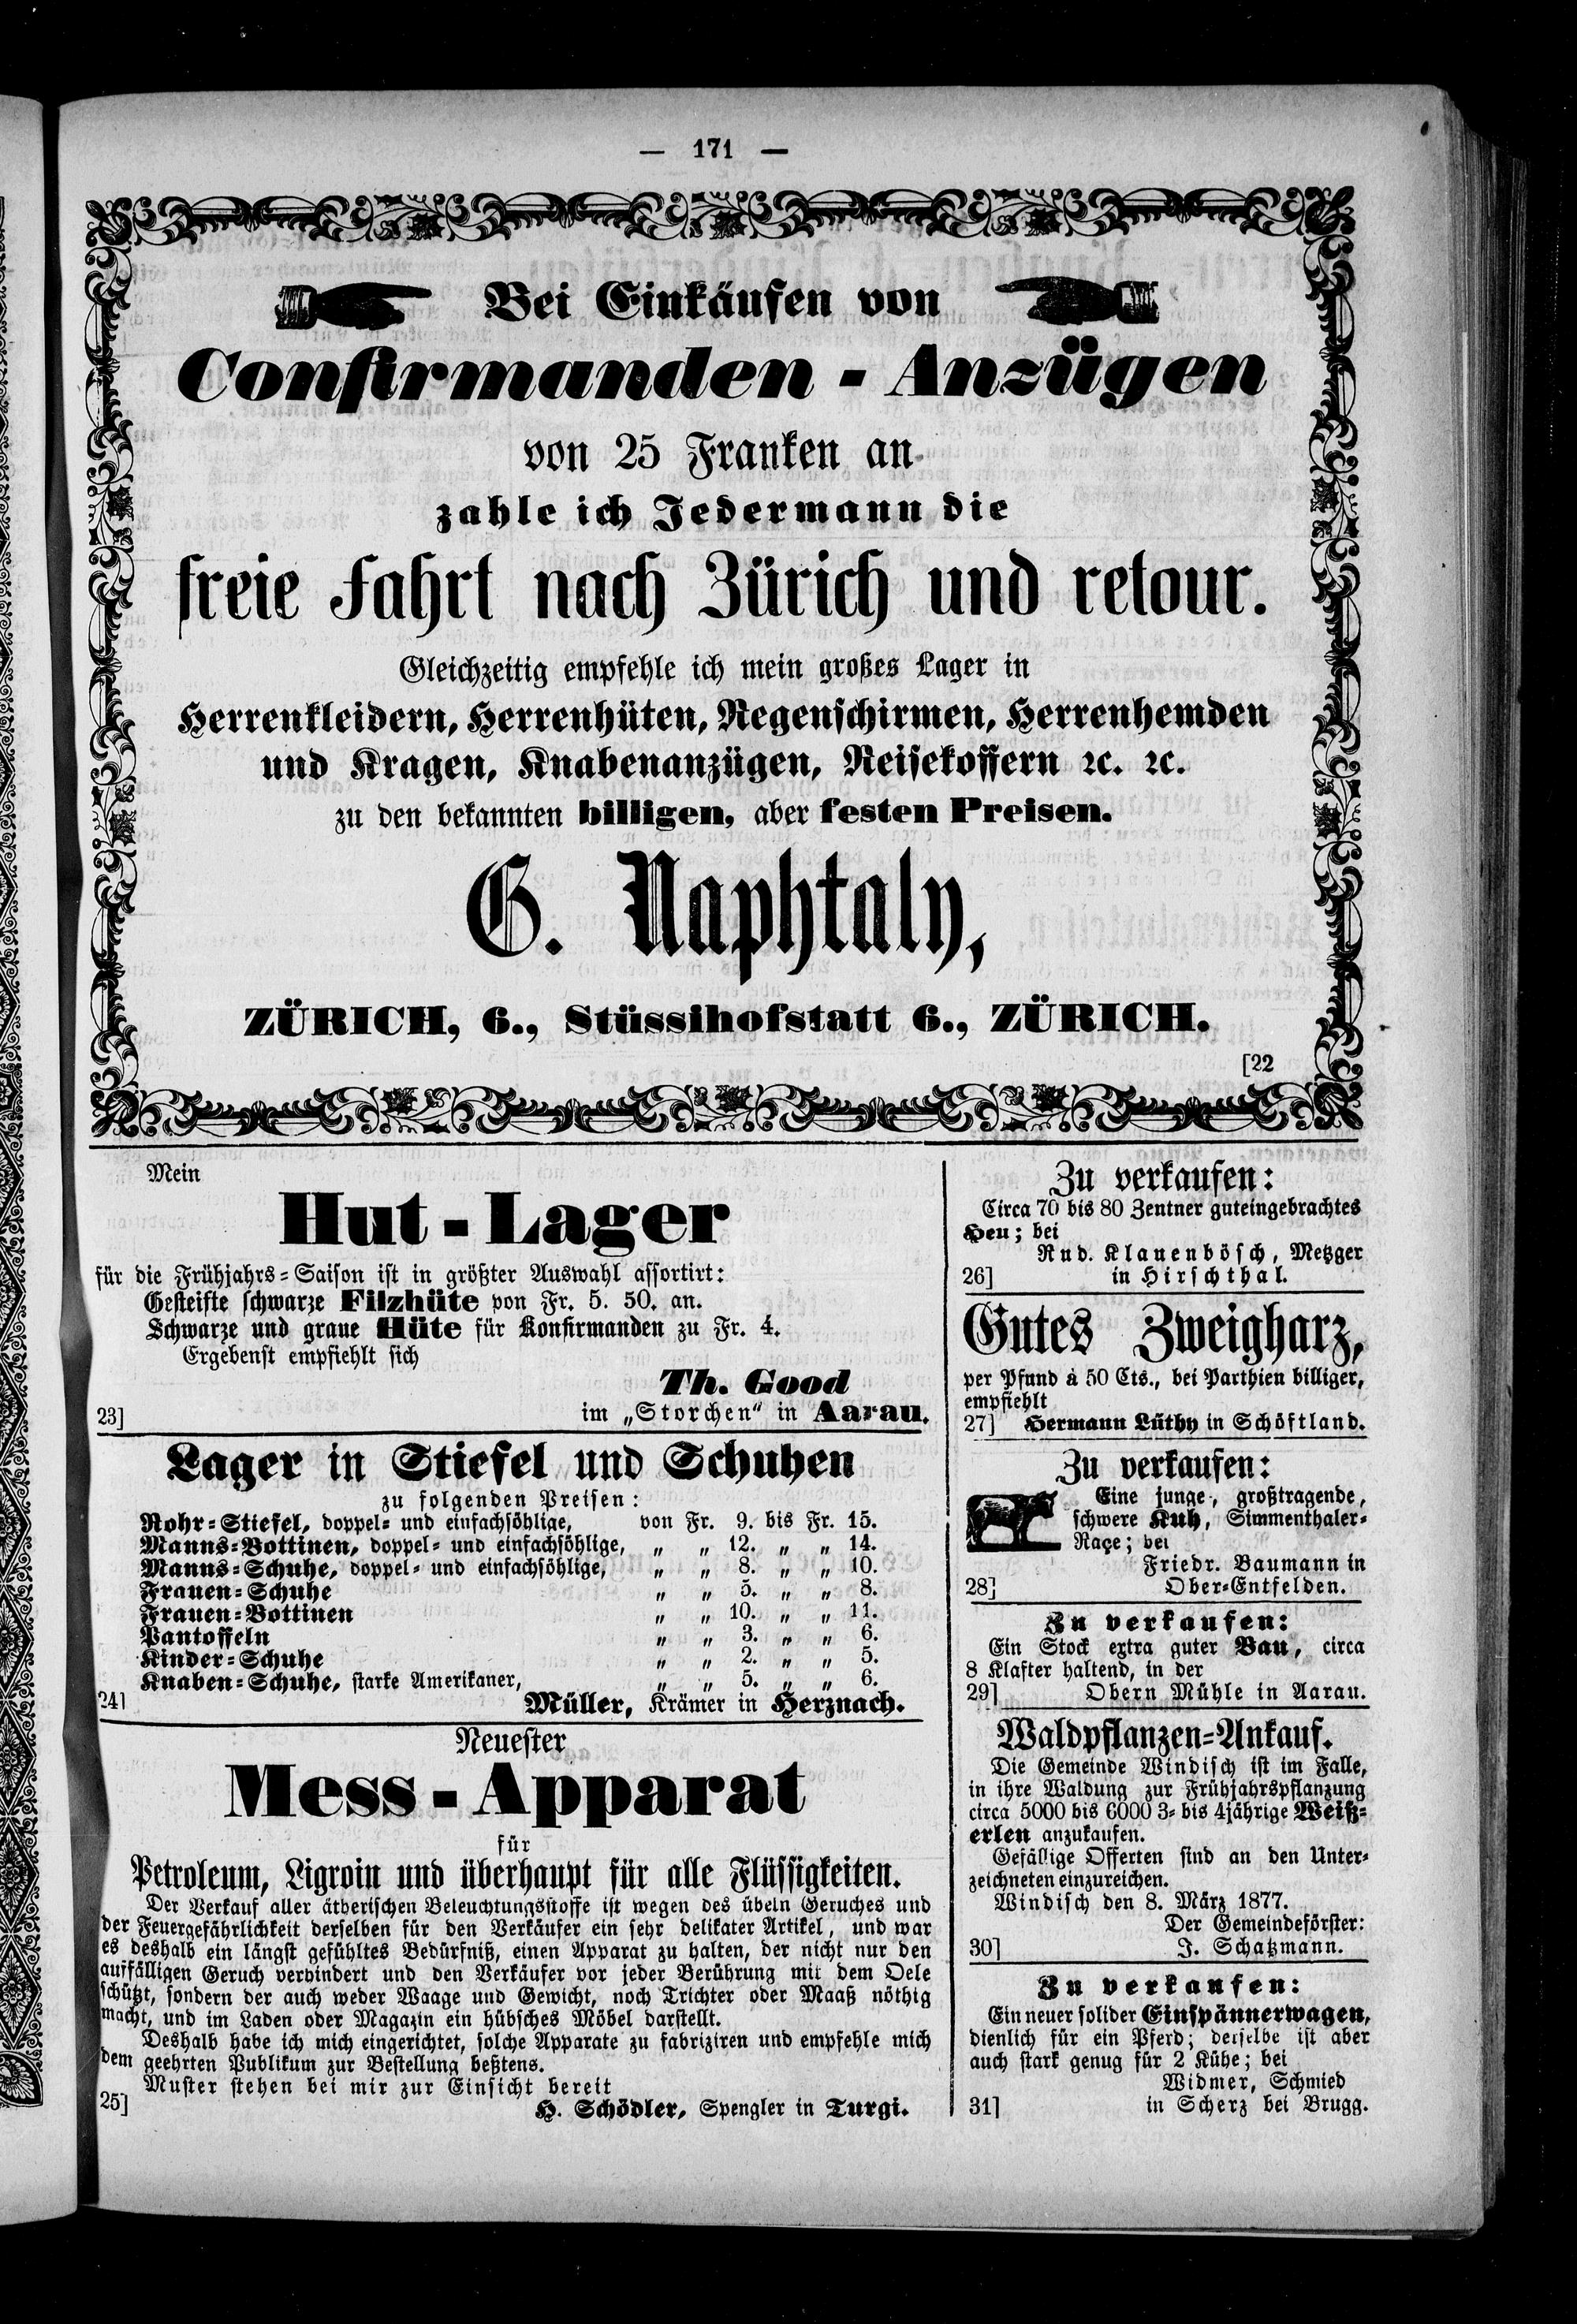 — 171 —
Bei Einkäufen von
Confirmanden - Anzügen
von 25 Franken an
zahle ich Jedermann die
freie Fahrt nach Zürich und retour.
Gleichzeitig empfehle ich mein großes Lager in
Herrenkleidern, Herrenhüten, Regenschirmen, Herrenhemden
und Kragen, Knabenanzügen, Reisekoffern ꝛc. ꝛc.
zu den bekannten billigen, aber festen Preisen.
G. Naphtaly,
ZÜRICH, 6., Stüssihofstatt 6., ZÜRICH.
[22
Mein
Hut - Lager
für die Frühjahrs=Saison ist in größter Auswahl assortirt:
Gesteifte schwarze Filzhüte von Fr. 5. 50. an.
Schwarze und graue Hüte für Konfirmanden zu Fr. 4.
Ergebenst empfiehlt sich
Th. Good
23] im „Storchen“ in Aarau.
Lager in Stiefel und Schuhen
zu folgenden Preisen:
Rohr=Stiefel, doppel= und einfachsöhlige, von Fr. 9. bis Fr. 15.
Manns=Bottinen, doppel= und einfachsöhlige, „ „ 12. „ „ 14.
Manns=Schuhe, doppel= und einfachsöhlige, „ „ 8. „ „ 10.
Frauen=Schuhe „ „ 5. „ „ 8.
Frauen=Bottinen „ „ 10. „ „ 11.
Pantoffeln „ „ 3. „ „ 6.
Kinder=Schuhe „ „ 2. „ „ 5.
Knaben=Schuhe, starke Amerikaner, „ „ 5. „ „ 6.
24] Müller, Krämer in Herznach.
Neuester
Mess - Apparat
für
Petroleum, Ligroin und überhaupt für alle Flüssigkeiten.
Der Verkauf aller ätherischen Beleuchtungsstoffe ist wegen des übeln Geruches und
der Feuergefährlichkeit derselben für den Verkäufer ein sehr delikater Artikel, und war
es deshalb ein längst gefühltes Bedürfniß, einen Apparat zu halten, der nicht nur den
auffälligen Geruch verhindert und den Verkäufer vor jeder Berührung mit dem Oele
schützt, sondern der auch weder Waage und Gewicht, noch Trichter oder Maaß nöthig
macht, und im Laden oder Magazin ein hübsches Möbel darstellt.
Deshalb habe ich mich eingerichtet, solche Apparate zu fabriziren und empfehle mich
dem geehrten Publikum zur Bestellung beßtens.
Muster stehen bei mir zur Einsicht bereit
25] H. Schödler, Spengler in Turgi.
Zu verkaufen:
Circa 70 bis 80 Zentner guteingebrachtes
Heu; bei
Rud. Klauenbösch, Metzger
26] in Hirschthal.
Gutes Zweigharz,
per Pfund à 50 Cts., bei Parthien billiger,
empfiehlt
27] Hermann Lüthy in Schöftland.
Zu verkaufen:
Eine junge, großtragende,
schwere Kuh, Simmenthaler=
Raçe; bei
Friedr. Baumann in
28] Ober=Entfelden.
Zu verkaufen:
Ein Stock extra guter Bau, circa
8 Klafter haltend, in der
29] Obern Mühle in Aarau.
Waldpflanzen=Ankauf.
Die Gemeinde Windisch ist im Falle,
in ihre Waldung zur Frühjahrspflanzung
circa 5000 bis 6000 3= bis 4jährige Weiß=
erlen anzukaufen.
Gefällige Offerten sind an den Unter=
zeichneten einzureichen.
Windisch den 8. März 1877.
Der Gemeindeförster:
30] J. Schatzmann.
Zu verkaufen:
Ein neuer solider Einspännerwagen,
dienlich für ein Pferd; derselbe ist aber
auch stark genug für 2 Kühe; bei
Widmer, Schmied
31] in Scherz bei Brugg.